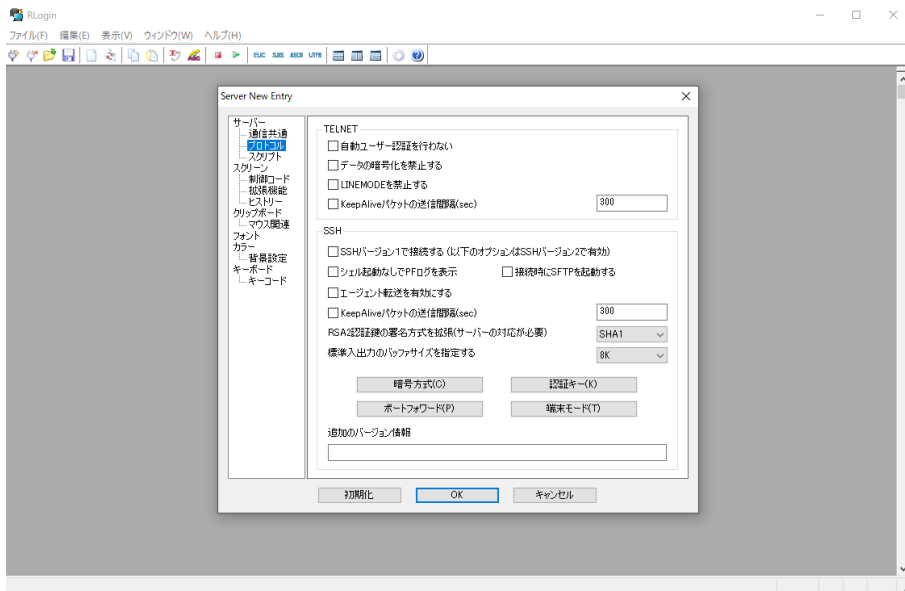 RLogin
ファイル(F) 編集(E) 表示(V) ウィンドウ(W) ヘルプ(H)
EUC SJIS ASCII UTF8
Server New Entry
サーバー
通信共通
プロトコル
スクリプト
スクリーン
制御コード
拡張機能
ヒストリー
クリップボード
マウス関連
フォント
カラー
背景設定
キーボード
キーコード
TELNET
自動ユーザー認証を行わない
データの暗号化を禁止する
LINEMODEを禁止する
KeepAliveパケットの送信間隔(sec) 300
SSH
SSHバージョン1で接続する (以下のオプションはSSHバージョン2で有効)
シェル起動なしでPFログを表示 接続時にSFTPを起動する
エージェント転送を有効にする
KeepAliveパケットの送信間隔(sec) 300
RSA2認証鍵の署名方式を拡張(サーバーの対応が必要) SHA1
標準入出力のバッファサイズを指定する 8K
暗号方式(C) 認証キー(K)
ポートフォワード(P) 端末モード(T)
追加のバージョン情報
初期化 OK キャンセル